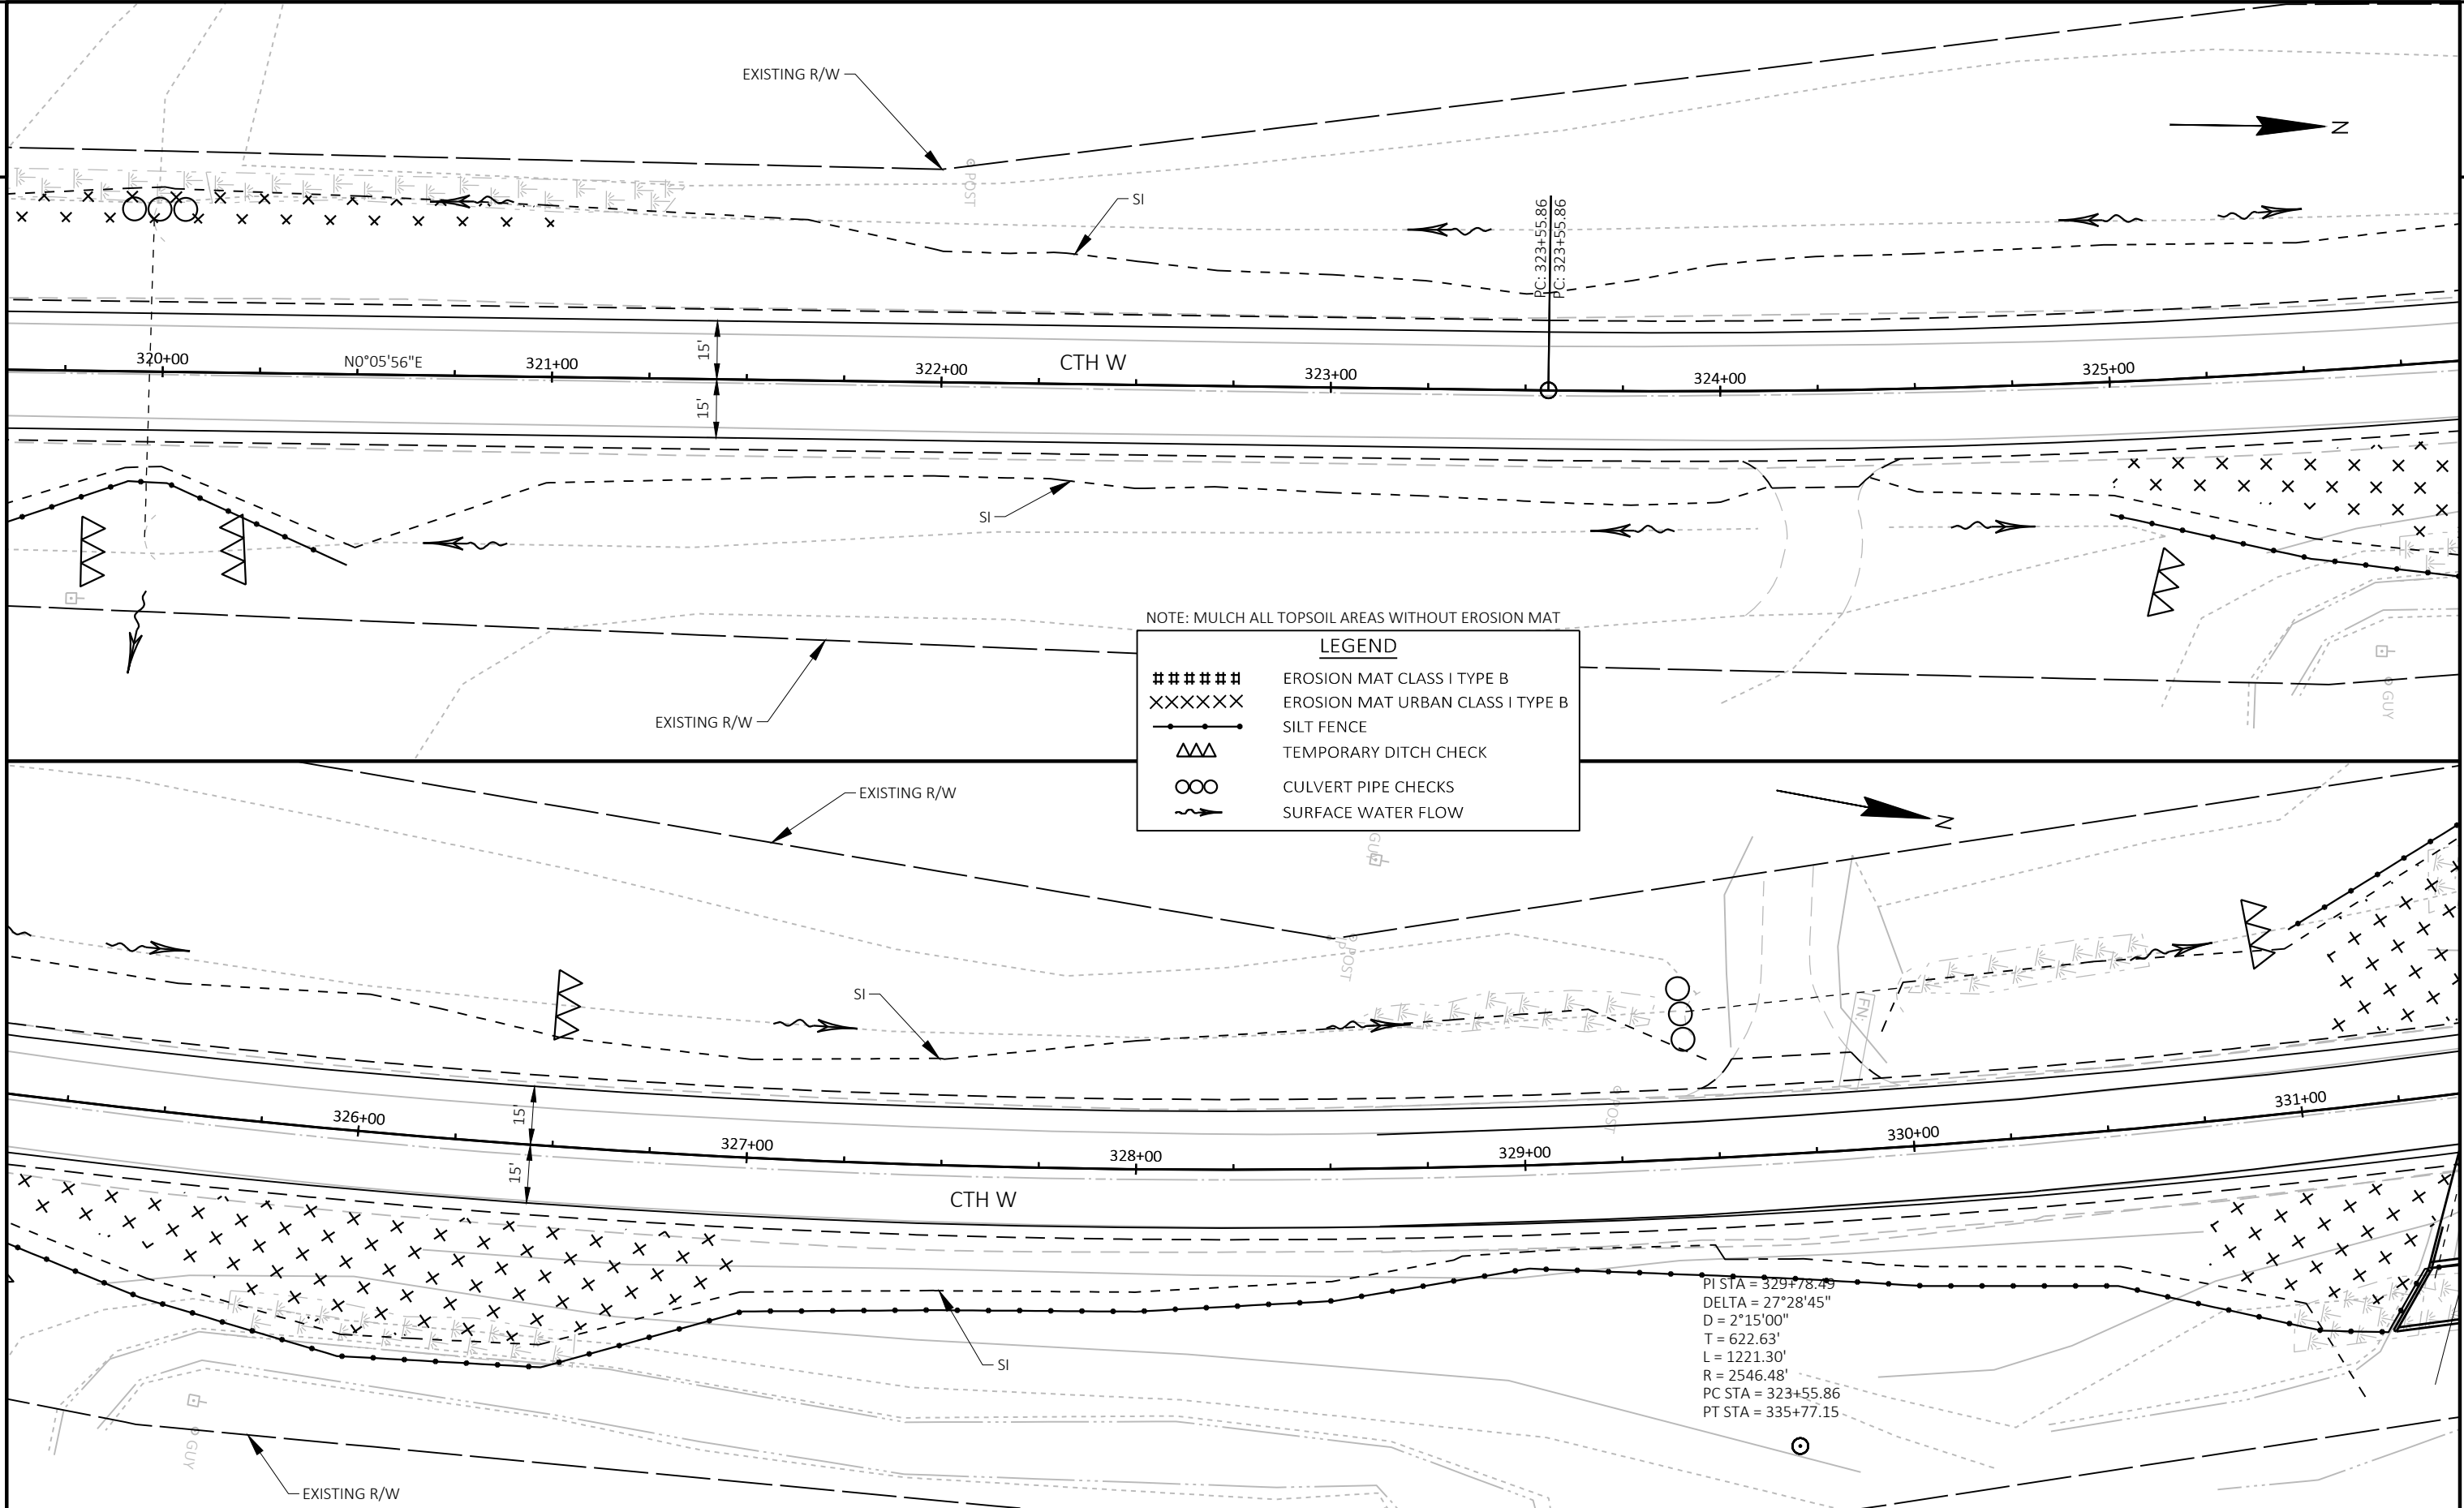 EXISTING R/W
N
POST
SI
PC: 323+55.86
PC: 323+55.86
15'
320+00
N0°05'56"E
321+00
322+00
CTH W
323+00
324+00
325+00
15'
SI
NOTE: MULCH ALL TOPSOIL AREAS WITHOUT EROSION MAT
LEGEND
EROSION MAT CLASS I TYPE B
EROSION MAT URBAN CLASS I TYPE B
SILT FENCE
TEMPORARY DITCH CHECK
CULVERT PIPE CHECKS
SURFACE WATER FLOW
EXISTING R/W
GUY
EXISTING R/W
N
GUY
POST
POST
SI
FN
POST
15'
326+00
327+00
328+00
329+00
330+00
331+00
15'
CTH W
SI
PI STA = 329+78.49
DELTA = 27°28'45"
D = 2°15'00"
T = 622.63'
L = 1221.30'
R = 2546.48'
PC STA = 323+55.86
PT STA = 335+77.15
GUY
EXISTING R/W